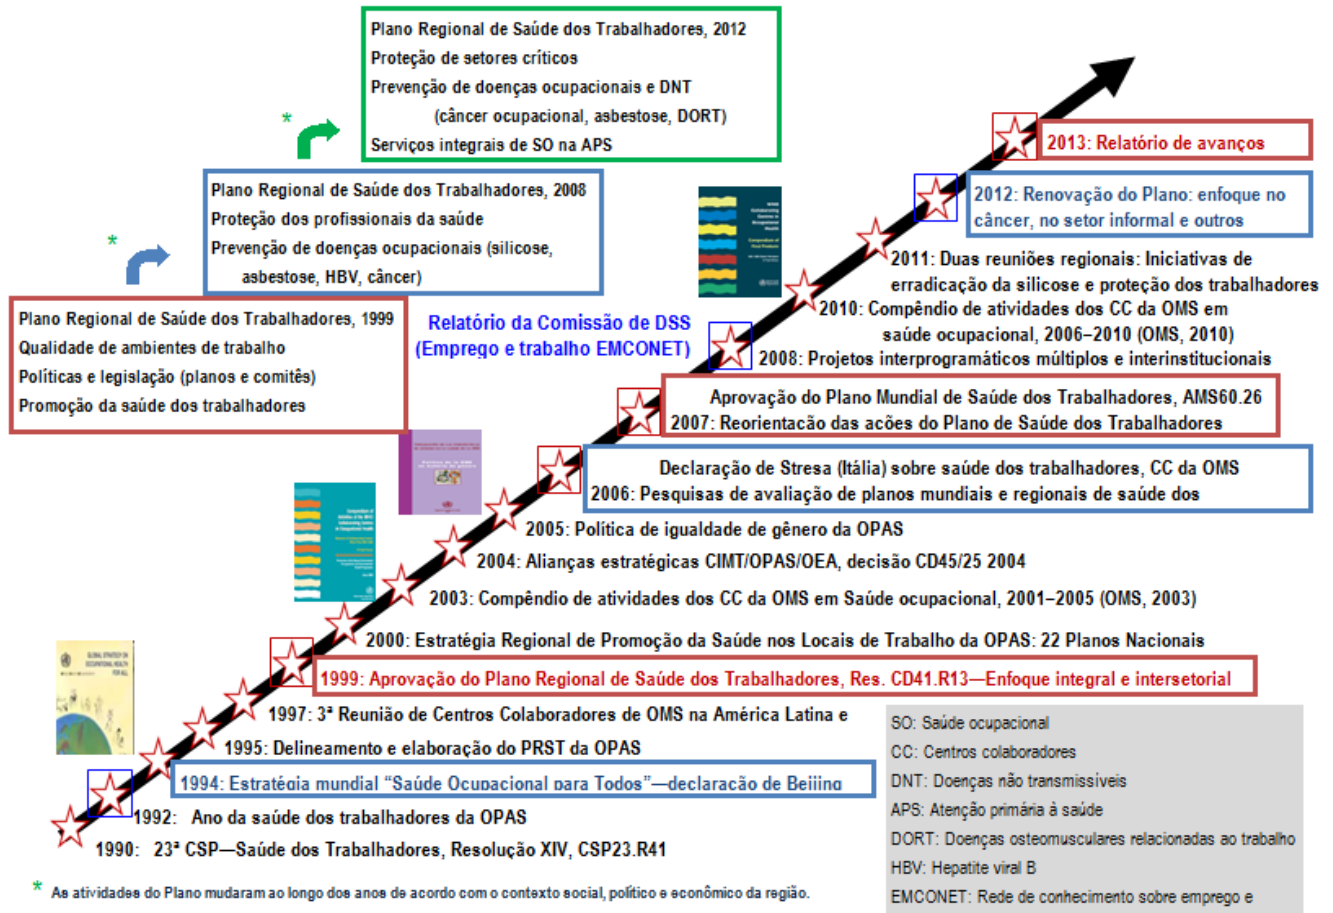 Plano Regional de Saúde dos Trabalhadores, 2012
Proteção de setores críticos
Prevenção de doenças ocupacionais e DNT
(câncer ocupacional, asbestose, DORT)
Serviços integrais de SO na APS
*
Plano Regional de Saúde dos Trabalhadores, 2008
Proteção dos profissionais da saúde
Prevenção de doenças ocupacionais (silicose,
asbestose, HBV, câncer)
*
Plano Regional de Saúde dos Trabalhadores, 1999
Qualidade de ambientes de trabalho
Políticas e legislação (planos e comitês)
Promoção da saúde dos trabalhadores
2013: Relatório de avanços
2012: Renovação do Plano: enfoque no
câncer, no setor informal e outros
2011: Duas reuniões regionais: Iniciativas de
erradicação da silicose e proteção dos trabalhadores
2010: Compêndio de atividades dos CC da OMS em
saúde ocupacional, 2006–2010 (OMS, 2010)
Relatório da Comissão de DSS
(Emprego e trabalho EMCONET)
2008: Projetos interprogramáticos múltiplos e interinstitucionais
Aprovação do Plano Mundial de Saúde dos Trabalhadores, AMS60.26
2007: Reorientacão das acões do Plano de Saúde dos Trabalhadores
Declaração de Stresa (Itália) sobre saúde dos trabalhadores, CC da OMS
2006: Pesquisas de avaliação de planos mundiais e regionais de saúde dos
2005: Política de igualdade de gênero da OPAS
2004: Alianças estratégicas CIMT/OPAS/OEA, decisão CD45/25 2004
2003: Compêndio de atividades dos CC da OMS em Saúde ocupacional, 2001–2005 (OMS, 2003)
2000: Estratégia Regional de Promoção da Saúde nos Locais de Trabalho da OPAS: 22 Planos Nacionais
1999: Aprovação do Plano Regional de Saúde dos Trabalhadores, Res. CD41.R13—Enfoque integral e intersetorial
1997: 3ª Reunião de Centros Colaboradores de OMS na América Latina e
1995: Delineamento e elaboração do PRST da OPAS
1994: Estratégia mundial “Saúde Ocupacional para Todos”—declaração de Beijing
1992: Ano da saúde dos trabalhadores da OPAS
1990: 23ª CSP—Saúde dos Trabalhadores, Resolução XIV, CSP23.R41
GLOBAL STRATEGY ON
OCCUPATIONAL HEALTH
FOR ALL
SO: Saúde ocupacional
CC: Centros colaboradores
DNT: Doenças não transmissíveis
APS: Atenção primária à saúde
DORT: Doenças osteomusculares relacionadas ao trabalho
HBV: Hepatite viral B
EMCONET: Rede de conhecimento sobre emprego e
* As atividades do Plano mudaram ao longo dos anos de acordo com o contexto social, político e econômico da região.